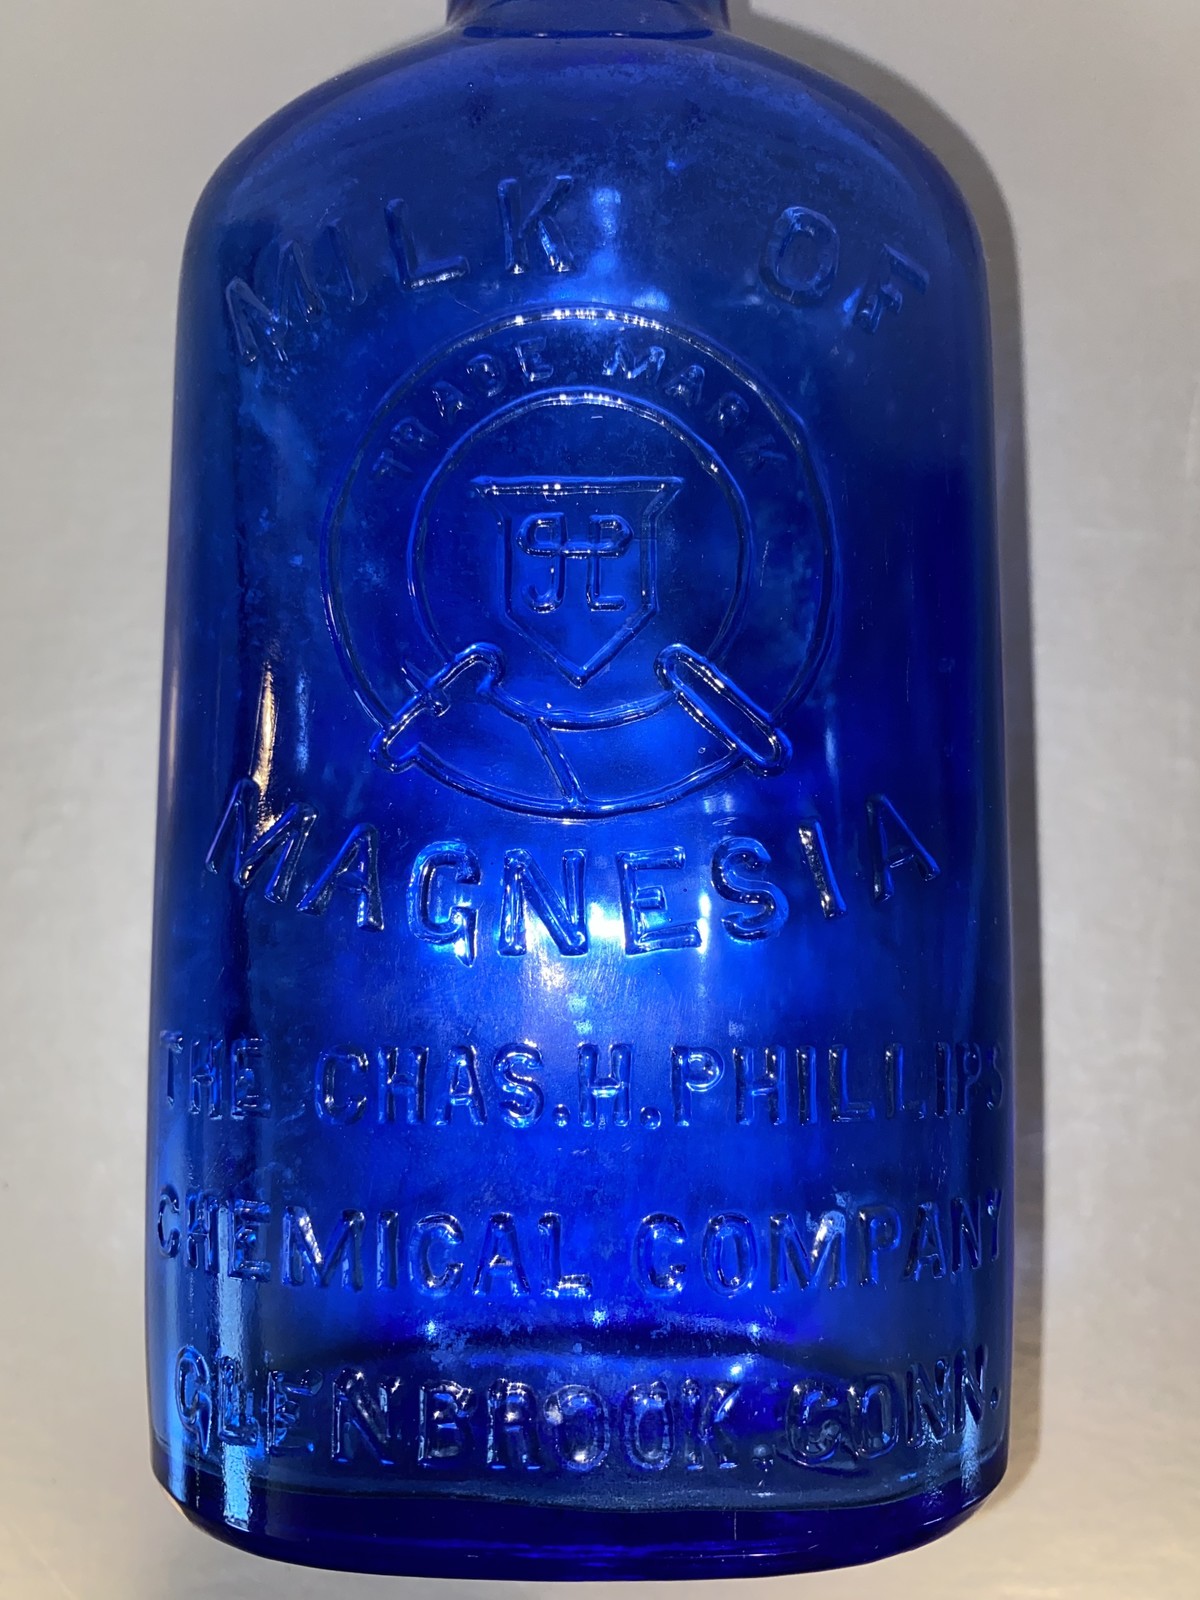 MILK OF
TRADE MARK
MAGNESIA
THE CHAS.H.PHILLIPS
CHEMICAL COMPANY
GLENBROOK.CONN.